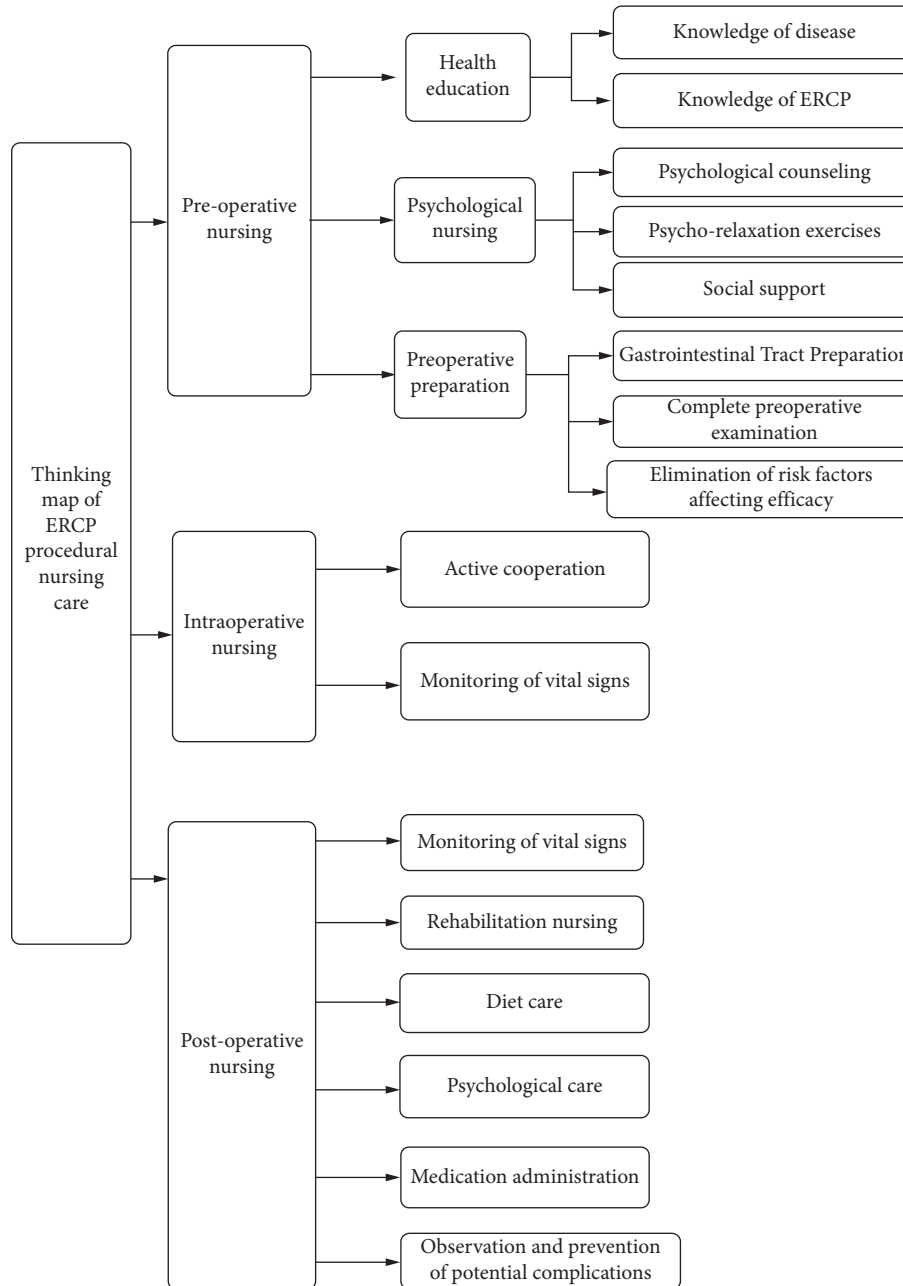 Thinking
map of
ERCP
procedural
nursing
care
Pre-operative
nursing
Health
education
Knowledge of disease
Knowledge of ERCP
Psychological
nursing
Psychological counseling
Psycho-relaxation exercises
Social support
Preoperative
preparation
Gastrointestinal Tract Preparation
Complete preoperative
examination
Elimination of risk factors
affecting efficacy
Intraoperative
nursing
Active cooperation
Monitoring of vital signs
Post-operative
nursing
Monitoring of vital signs
Rehabilitation nursing
Diet care
Psychological care
Medication administration
Observation and prevention
of potential complications